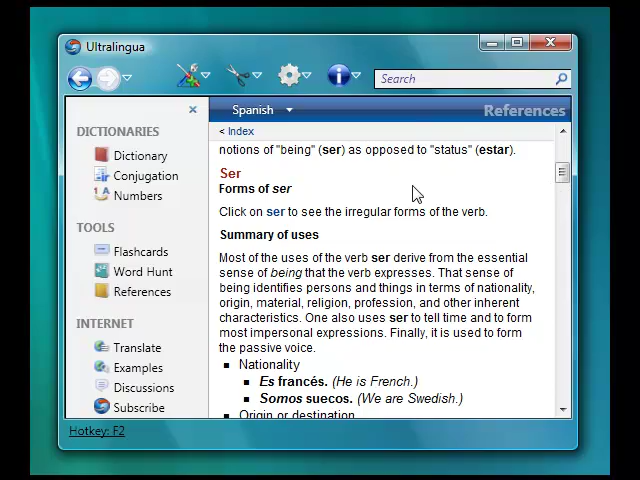 Ultralingua
Search
Spanish
References
DICTIONARIES
Dictionary
Conjugation
Numbers
TOOLS
Flashcards
Word Hunt
References
INTERNET
Translate
Examples
Discussions
Subscribe
Hotkey: F2
< Index
notions of "being" (ser) as opposed to "status" (estar).
Ser
Forms of ser
Click on ser to see the irregular forms of the verb.
Summary of uses
Most of the uses of the verb ser derive from the essential
sense of being that the verb expresses. That sense of
being identifies persons and things in terms of nationality,
origin, material, religion, profession, and other inherent
characteristics. One also uses ser to tell time and to form
most impersonal expressions. Finally, it is used to form
the passive voice.
Nationality
Es francés. (He is French.)
Somos suecos. (We are Swedish.)
Origin or destination